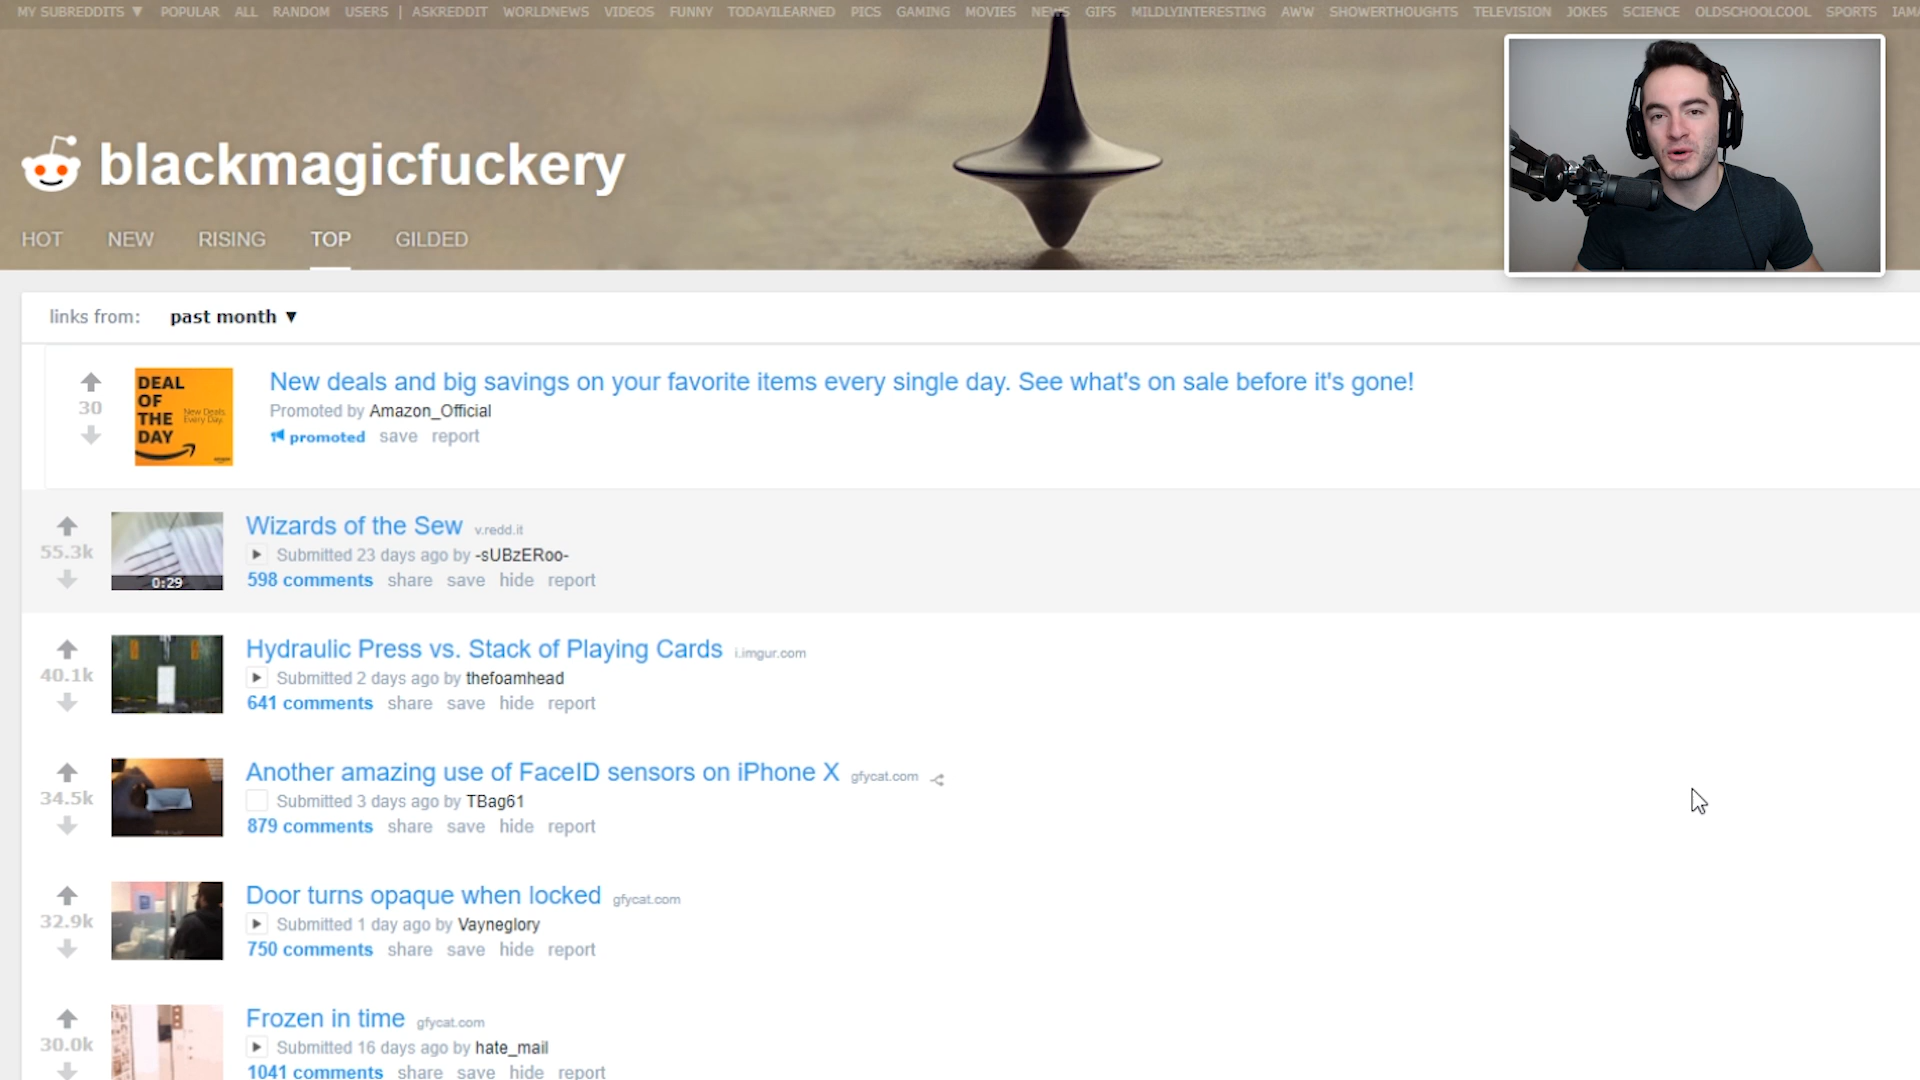 MY SUBREDDITS ▼ POPULAR ALL RANDOM USERS | ASKREDDIT WORLDNEWS VIDEOS FUNNY TODAYILEARNED PICS GAMING MOVIES NEWS GIFS MILDLYINTERESTING AWW SHOWERTHOUGHTS TELEVISION JOKES SCIENCE OLDSCHOOLCOOL SPORTS IAMA
blackmagicfuckery
HOT NEW RISING TOP GILDED
links from: past month ▼
30
DEAL
OF
THE
DAY
New Deals
Every Day.
New deals and big savings on your favorite items every single day. See what's on sale before it's gone!
Promoted by Amazon_Official
promoted save report
55.3k
0:29
Wizards of the Sew v.redd.it
Submitted 23 days ago by -sUBzERoo-
598 comments share save hide report
40.1k
Hydraulic Press vs. Stack of Playing Cards i.imgur.com
Submitted 2 days ago by thefoamhead
641 comments share save hide report
34.5k
Another amazing use of FaceID sensors on iPhone X gfycat.com
Submitted 3 days ago by TBag61
879 comments share save hide report
32.9k
Door turns opaque when locked gfycat.com
Submitted 1 day ago by Vayneglory
750 comments share save hide report
30.0k
Frozen in time gfycat.com
Submitted 16 days ago by hate_mail
1041 comments share save hide report